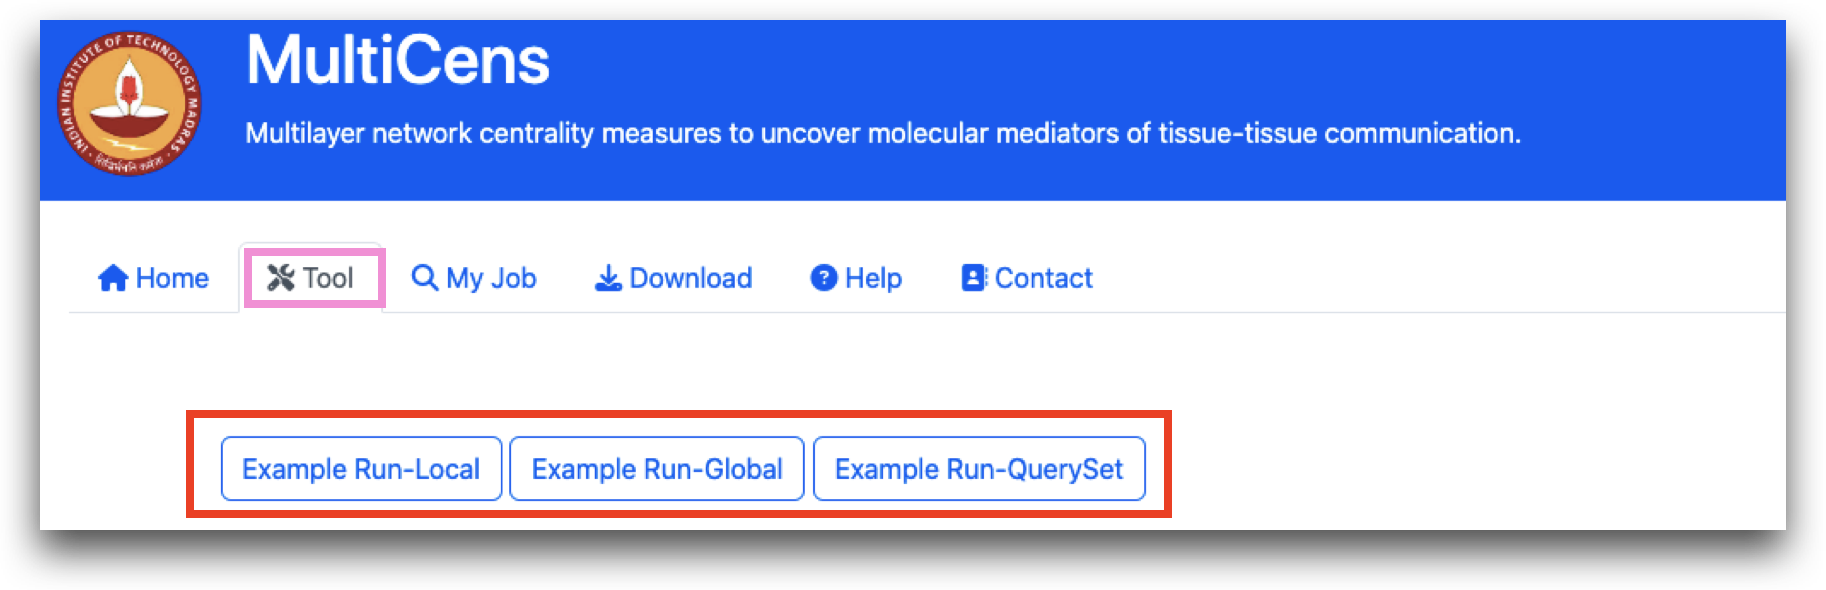 INDIAN INSTITUTE OF TECHNOLOGY MADRAS
सिद्धिर्भवति कर्मजा
MultiCens
Multilayer network centrality measures to uncover molecular mediators of tissue-tissue communication.
Home Tool My Job Download Help Contact
Example Run-Local Example Run-Global Example Run-QuerySet